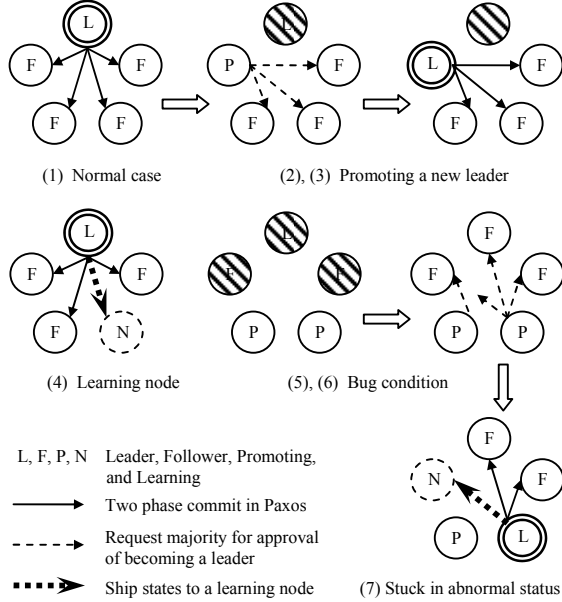 L
L
F
F
P
F
L
F
F
F
F
F
F
F
(1) Normal case
(2), (3) Promoting a new leader
L
F
L
F
F
F
F
F
F
F
N
P
P
P
P
(4) Learning node
(5), (6) Bug condition
F
L, F, P, N Leader, Follower, Promoting,
and Learning
N
F
Two phase commit in Paxos
Request majority for approval
of becoming a leader
P
L
Ship states to a learning node
(7) Stuck in abnormal status